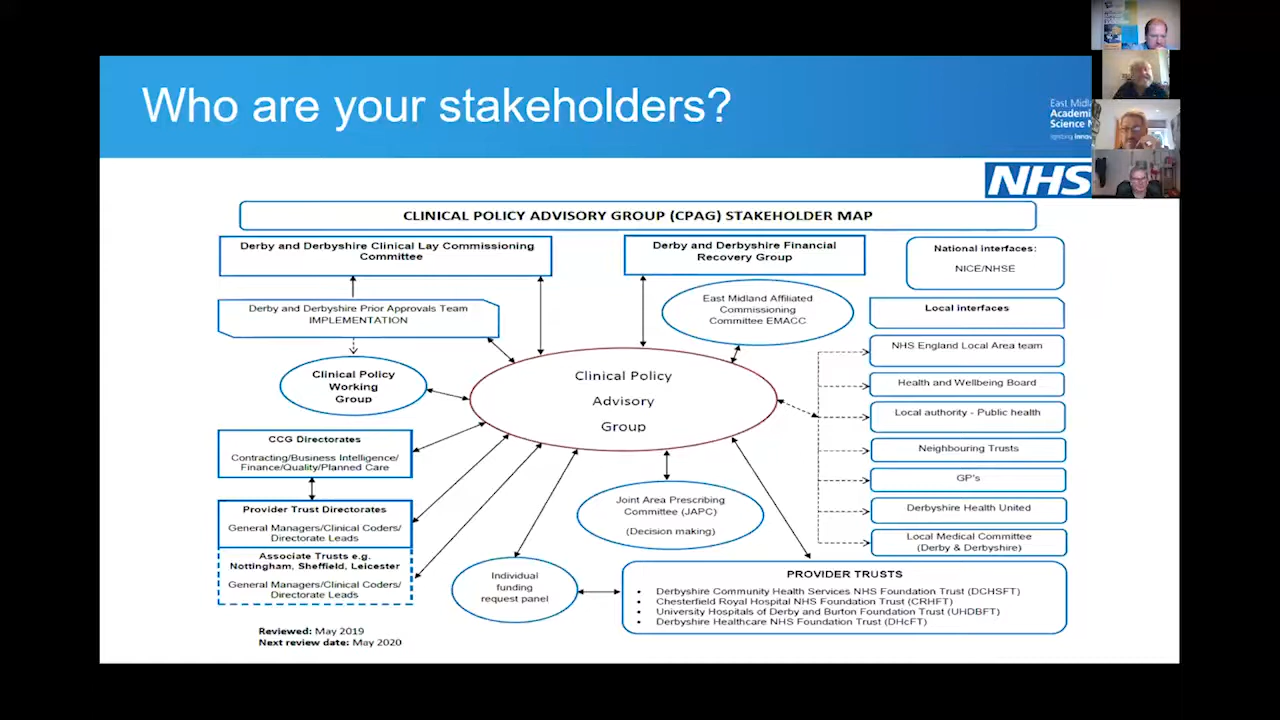 Who are your stakeholders?
East Midla
Academi
Science N
Igniting Innov
NHS
CLINICAL POLICY ADVISORY GROUP (CPAG) STAKEHOLDER MAP
Derby and Derbyshire Clinical Lay Commissioning
Committee
Derby and Derbyshire Financial
Recovery Group
National interfaces:
NICE/NHSE
Derby and Derbyshire Prior Approvals Team
IMPLEMENTATION
East Midland Affiliated
Commissioning
Committee EMACC
Local interfaces
NHS England Local Area team
Health and Wellbeing Board
Local authority - Public health
Neighbouring Trusts
GP's
Derbyshire Health United
Local Medical Committee
(Derby & Derbyshire)
Clinical Policy
Working
Group
Clinical Policy
Advisory
Group
CCG Directorates
Contracting/Business Intelligence/
Finance/Quality/Planned Care
Provider Trust Directorates
General Managers/Clinical Coders/
Directorate Leads
Associate Trusts e.g.
Nottingham, Sheffield, Leicester
General Managers/Clinical Coders/
Directorate Leads
Joint Area Prescribing
Committee (JAPC)
(Decision making)
Individual
funding
request panel
PROVIDER TRUSTS
• Derbyshire Community Health Services NHS Foundation Trust (DCHSFT)
• Chesterfield Royal Hospital NHS Foundation Trust (CRHFT)
• University Hospitals of Derby and Burton Foundation Trust (UHDBFT)
• Derbyshire Healthcare NHS Foundation Trust (DHcFT)
Reviewed: May 2019
Next review date: May 2020